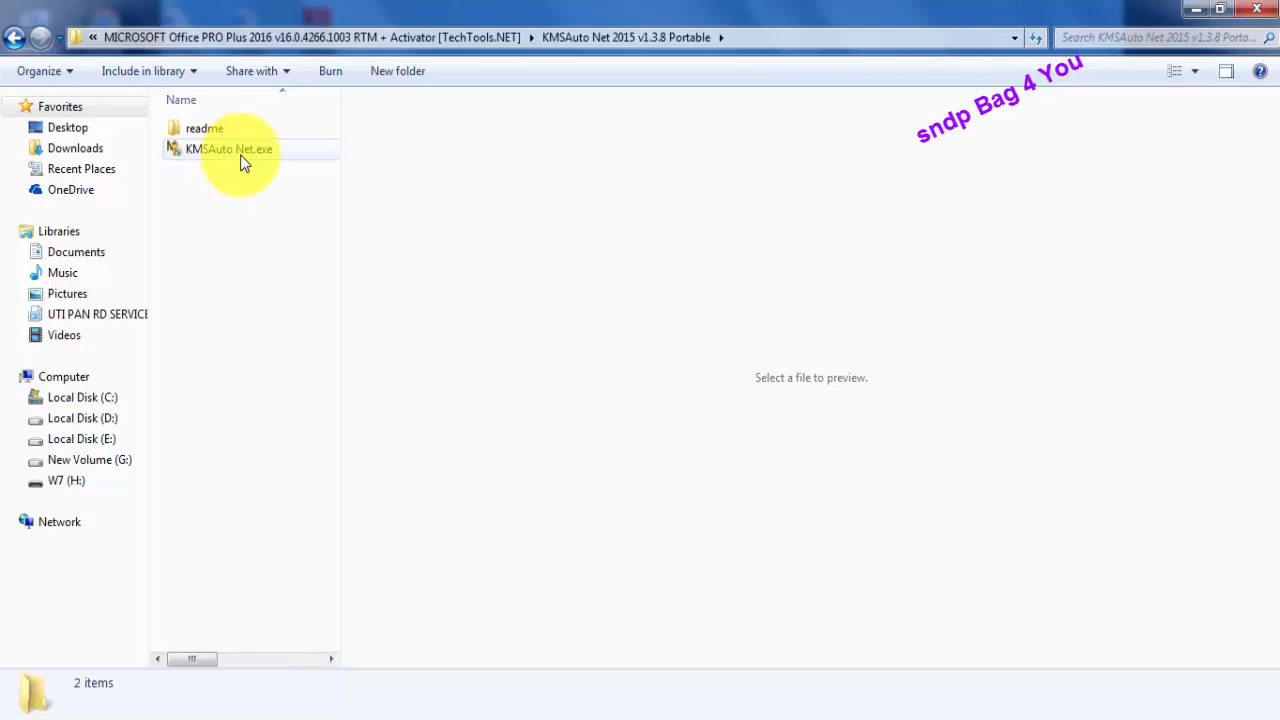 « MICROSOFT Office PRO Plus 2016 v16.0.4266.1003 RTM + Activator [TechTools.NET] ▸ KMSAuto Net 2015 v1.3.8 Portable ▸
Search KMSAuto Net 2015 v1.3.8 Porta...
Organize
Include in library
Share with
Burn
New folder
sndp Bag 4 You
Favorites
Desktop
Downloads
Recent Places
OneDrive
Libraries
Documents
Music
Pictures
UTI PAN RD SERVICE
Videos
Computer
Local Disk (C:)
Local Disk (D:)
Local Disk (E:)
New Volume (G:)
W7 (H:)
Network
Name
readme
KMSAuto Net.exe
Select a file to preview.
2 items